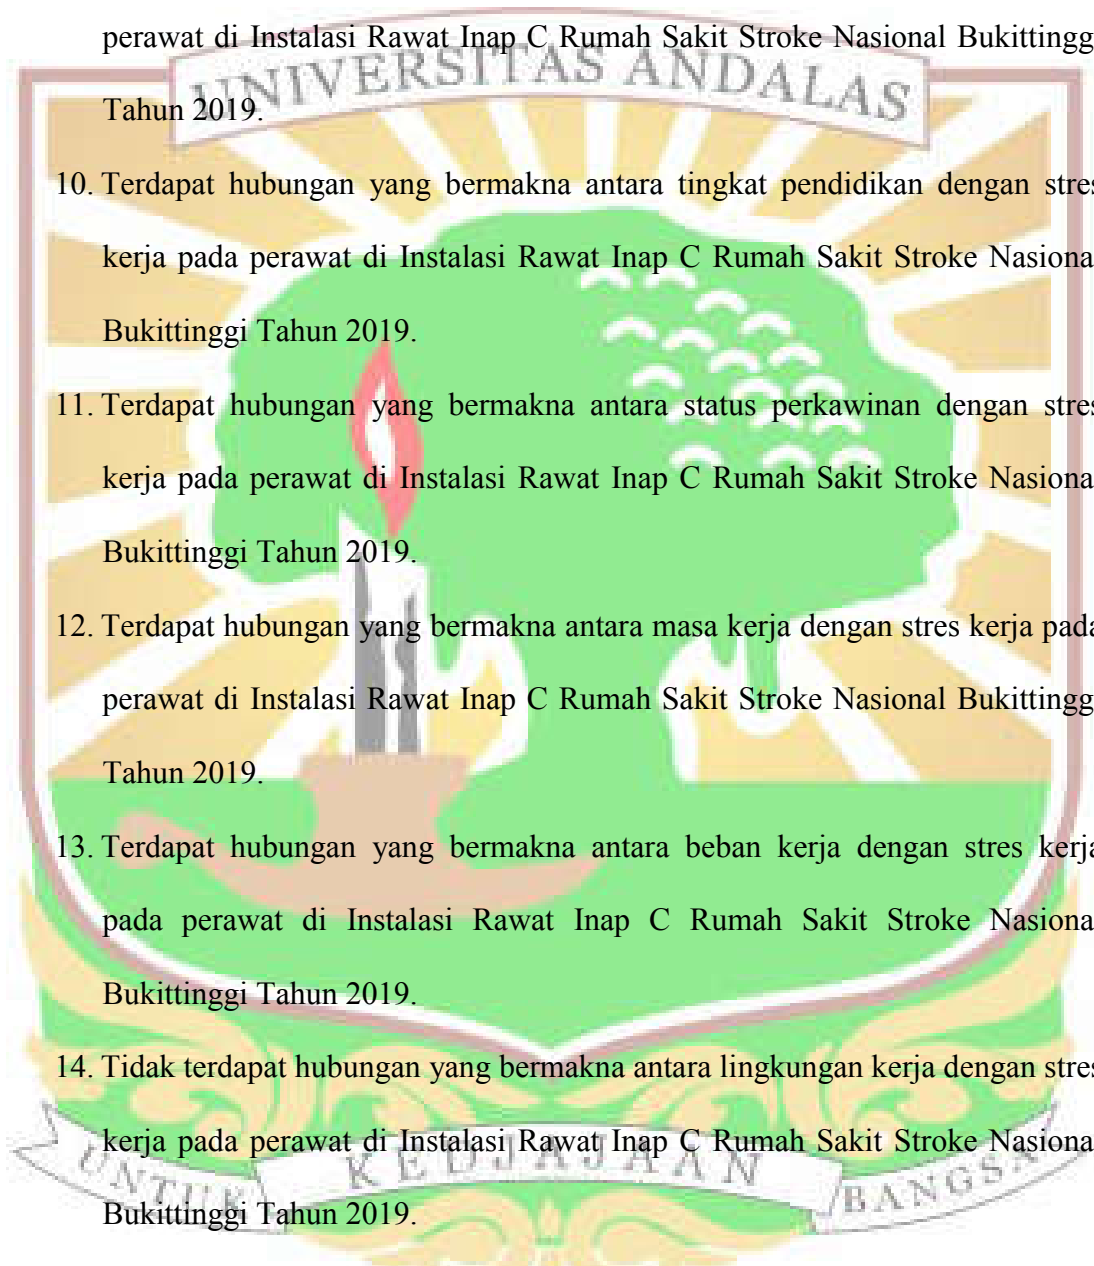 perawat di Instalasi Rawat Inap C Rumah Sakit Stroke Nasional Bukittingg
UNIVERSITAS ANDALAS
Tahun 2019.
10. Terdapat hubungan yang bermakna antara tingkat pendidikan dengan stres
kerja pada perawat di Instalasi Rawat Inap C Rumah Sakit Stroke Nasiona
Bukittinggi Tahun 2019.
11. Terdapat hubungan yang bermakna antara status perkawinan dengan stres
kerja pada perawat di Instalasi Rawat Inap C Rumah Sakit Stroke Nasiona
Bukittinggi Tahun 2019.
12. Terdapat hubungan yang bermakna antara masa kerja dengan stres kerja pada
perawat di Instalasi Rawat Inap C Rumah Sakit Stroke Nasional Bukittingg
Tahun 2019.
13. Terdapat hubungan yang bermakna antara beban kerja dengan stres kerja
pada perawat di Instalasi Rawat Inap C Rumah Sakit Stroke Nasiona
Bukittinggi Tahun 2019.
14. Tidak terdapat hubungan yang bermakna antara lingkungan kerja dengan stres
kerja pada perawat di Instalasi Rawat Inap C Rumah Sakit Stroke Nasiona
UNTUK KEDJAJAAN BANGSA
Bukittinggi Tahun 2019.